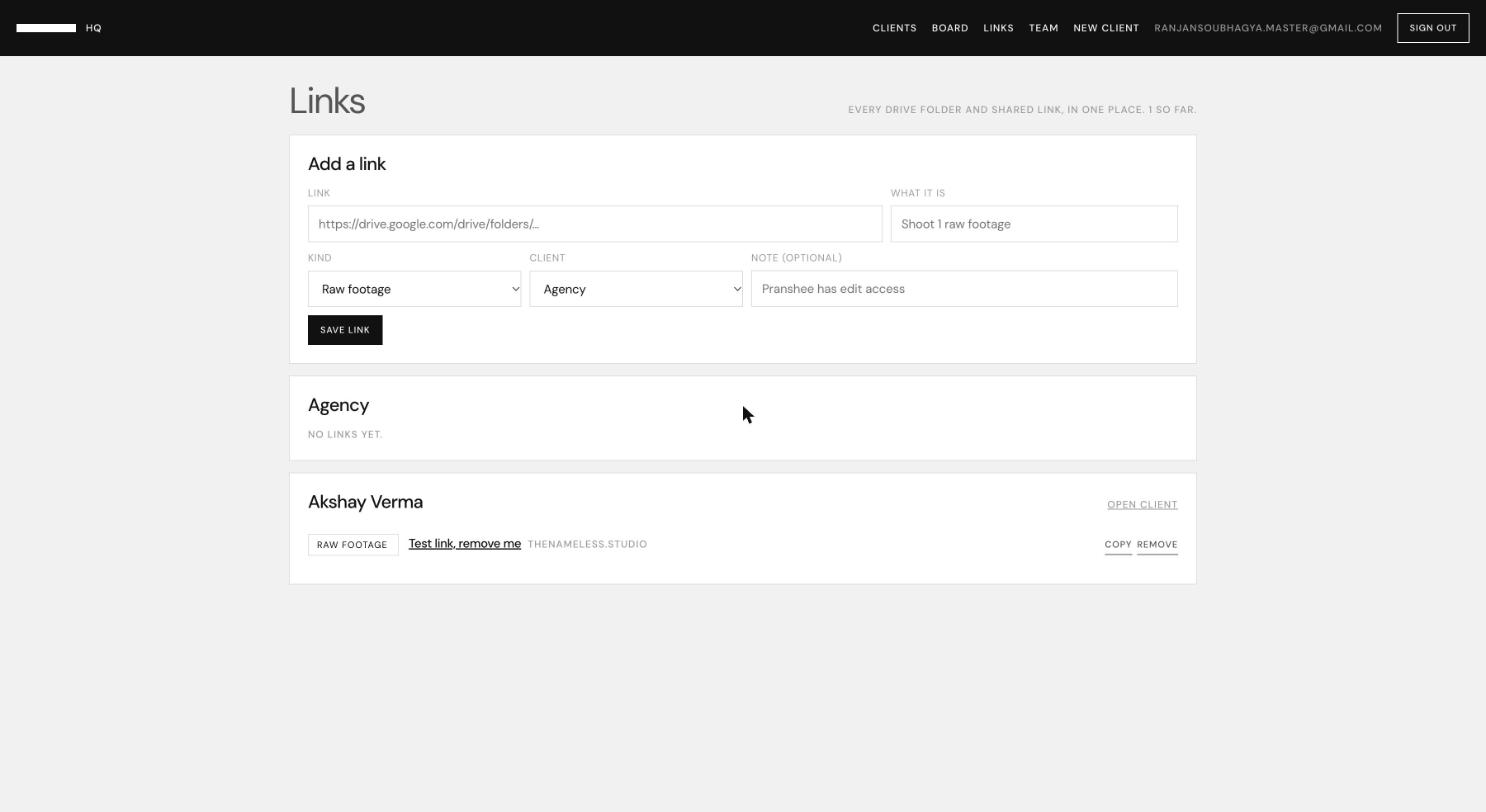 HQ CLIENTS BOARD LINKS TEAM NEW CLIENT RANJANSOUBHAGYA.MASTER@GMAIL.COM SIGN OUT
Links EVERY DRIVE FOLDER AND SHARED LINK, IN ONE PLACE. 1 SO FAR.
Add a link
LINK WHAT IT IS
https://drive.google.com/drive/folders/... Shoot 1 raw footage
KIND CLIENT NOTE (OPTIONAL)
Raw footage Agency Pranshee has edit access
SAVE LINK
Agency
NO LINKS YET.
Akshay Verma OPEN CLIENT
RAW FOOTAGE Test link, remove me THENAMELESS.STUDIO COPY REMOVE